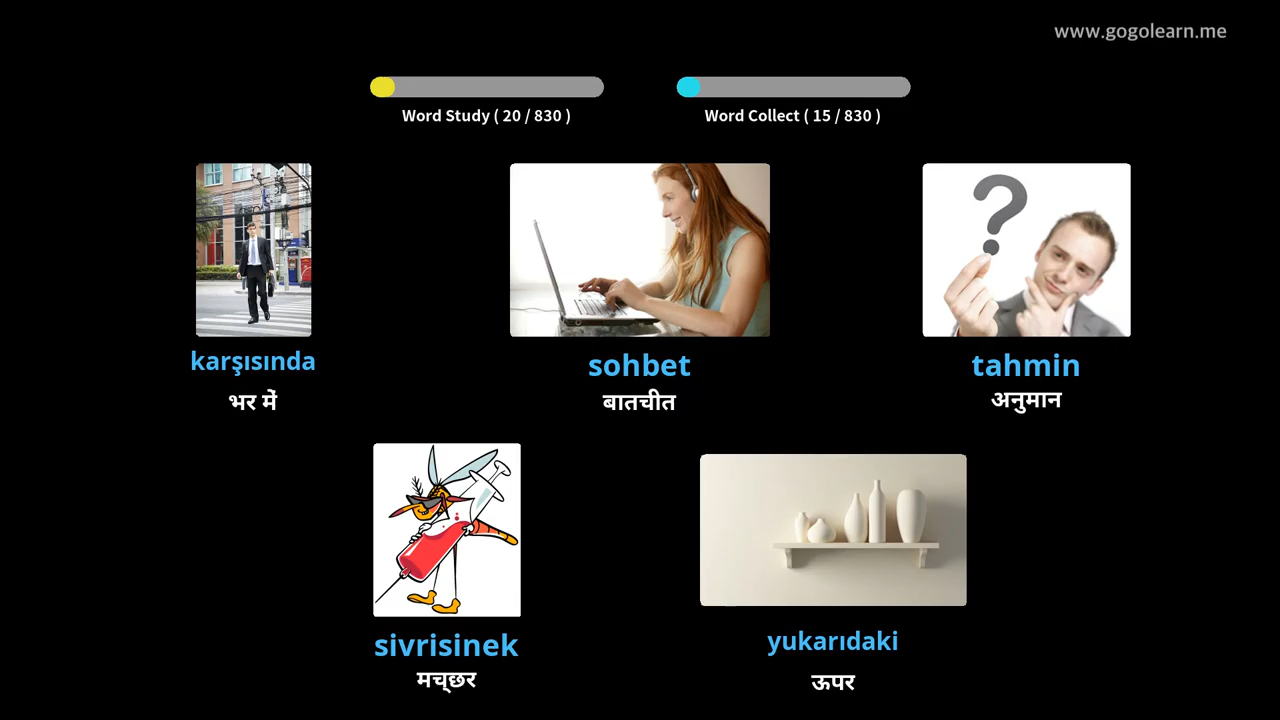 www.gogolearn.me
Word Study ( 20 / 830 )
Word Collect ( 15 / 830 )
karşısında
भर में
sohbet
बातचीत
tahmin
अनुमान
sivrisinek
मच्छर
yukarıdaki
ऊपर